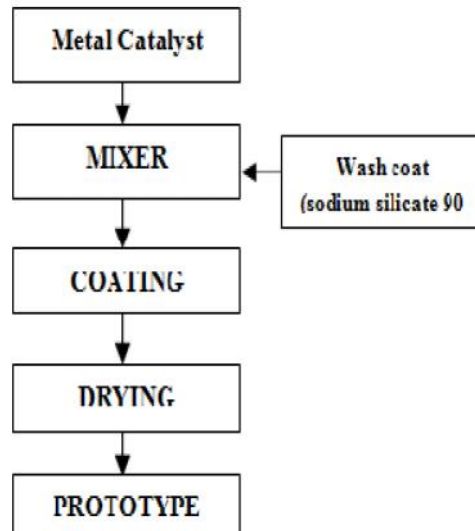 Metal Catalyst
MIXER
Wash coat
(sodium silicate 90
COATING
DRYING
PROTOTYPE